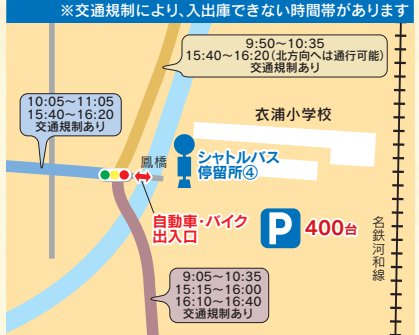 ※交通規制により、入出庫できない時間帯があります
9:50～10:35
15:40～16:20(北方向へは通行可能)
交通規制あり
10:05～11:05
15:40～16:20
交通規制あり
衣浦小学校
鳳橋
シャトルバス
停留所④
自動車・バイク
出入口
P 400台
名鉄河和線
9:05～10:35
15:15～16:00
16:10～16:40
交通規制あり